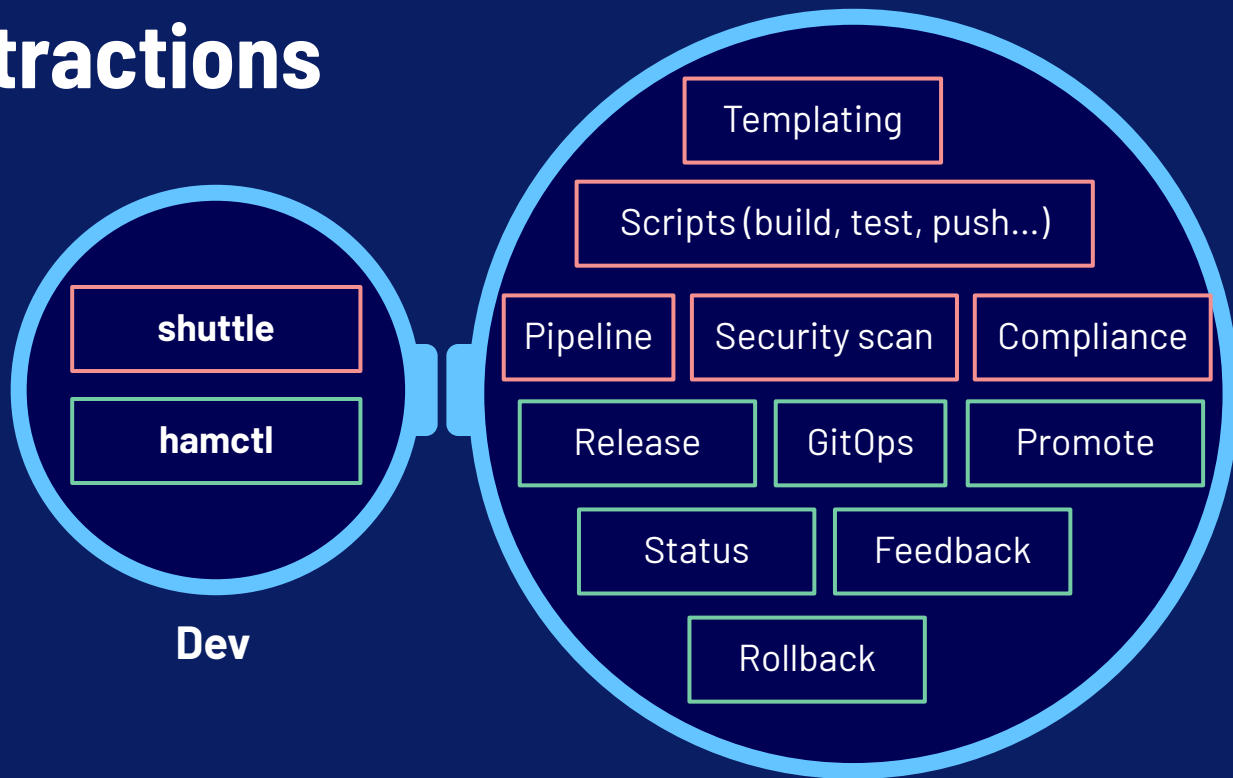 tractions
Templating
Scripts (build, test, push...)
shuttle
Pipeline
Security scan
Compliance
hamctl
Release
GitOps
Promote
Status
Feedback
Dev
Rollback